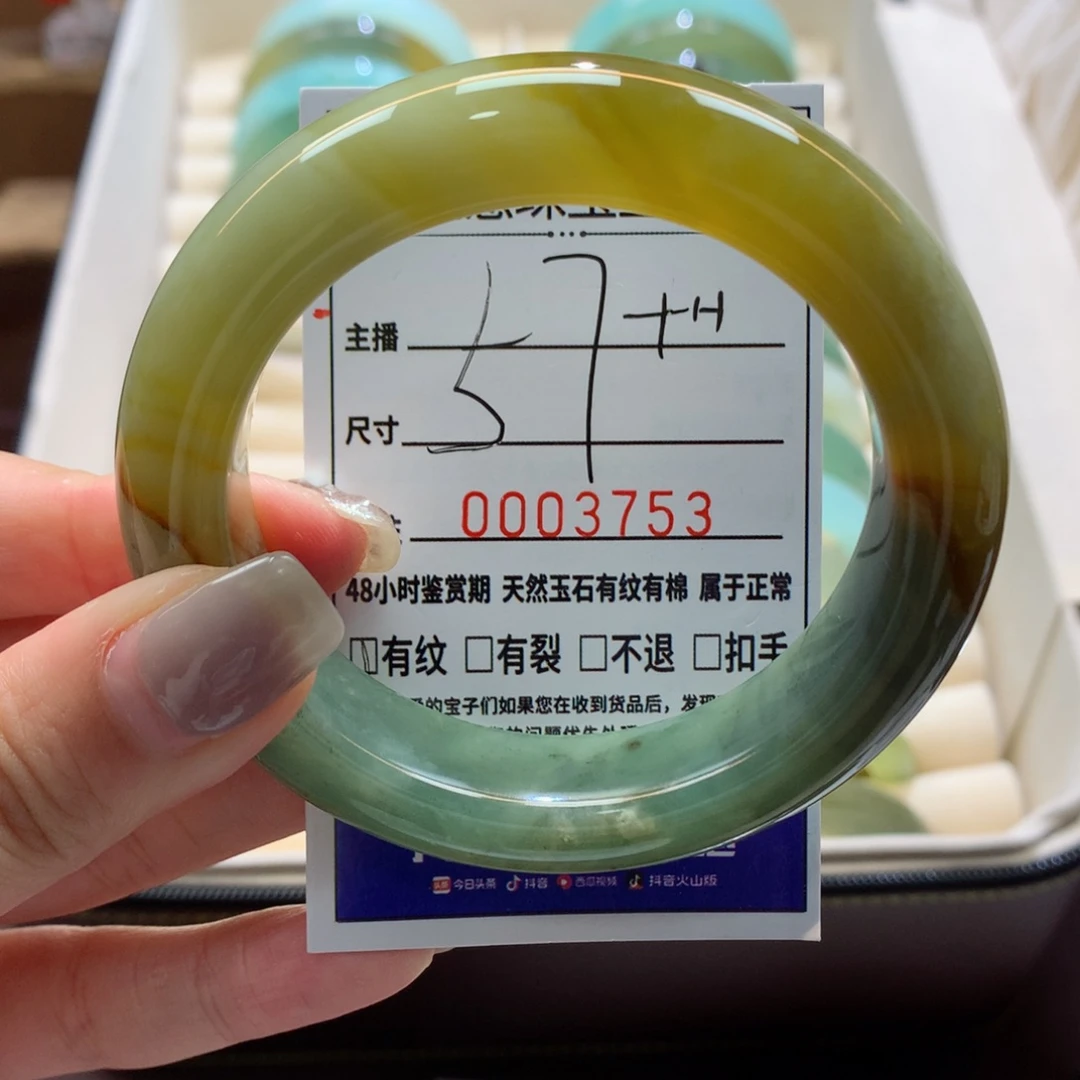 主播 57+H
尺寸
0003753
48小时鉴赏期 天然玉石有纹有棉 属于正常
□有纹 □有裂 □不退 □扣手
的宝子们如果您在收到货品后，发现
今日头条 抖音 西瓜视频 抖音火山版